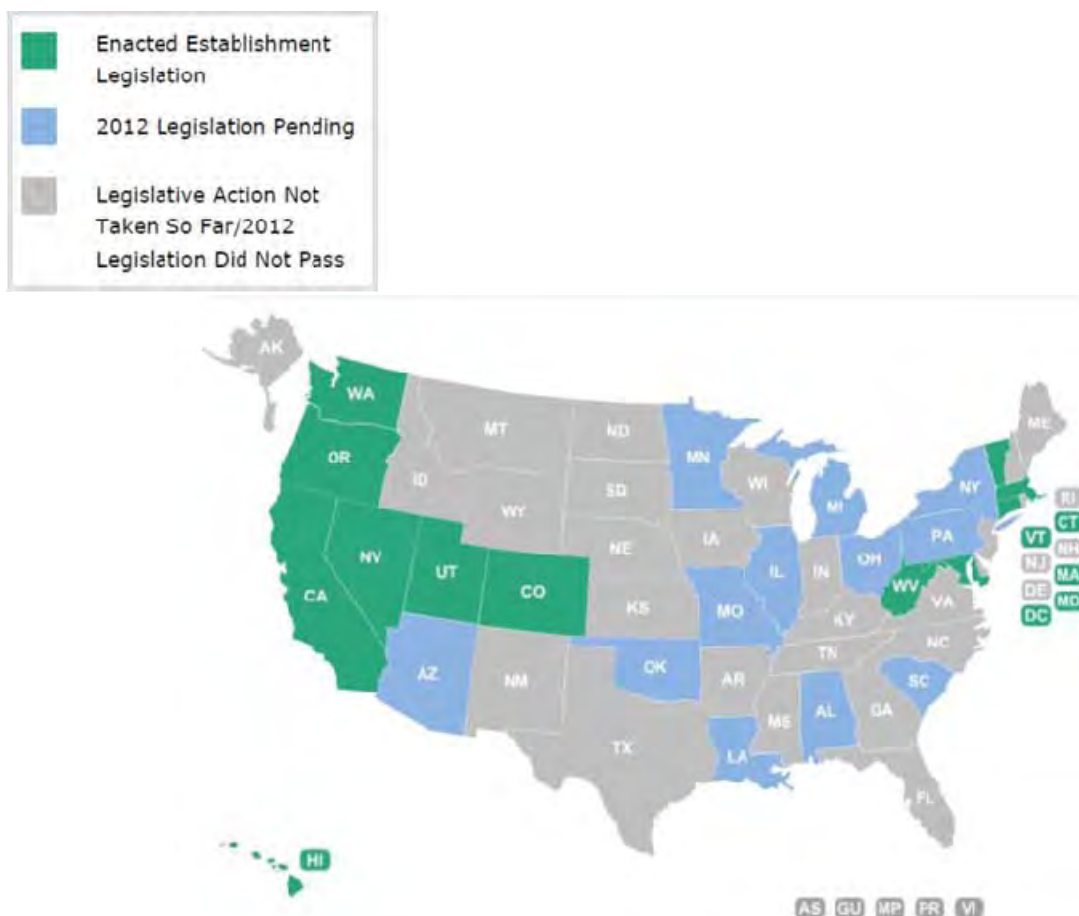 Enacted Establishment
Legislation
2012 Legislation Pending
Legislative Action Not
Taken So Far/2012
Legislation Did Not Pass
AK
WA
MT
ND
MN
ME
OR
ID
SD
WI
MI
NY
RI
WY
CT
IA
PA
VT
NV
NE
NH
UT
IL
IN
OH
NJ
MA
CA
CO
WV
DE
MD
KS
MO
KY
VA
DC
AZ
NM
OK
AR
TN
NC
SC
MS
AL
GA
TX
LA
FL
HI
AS GU MP PR VI